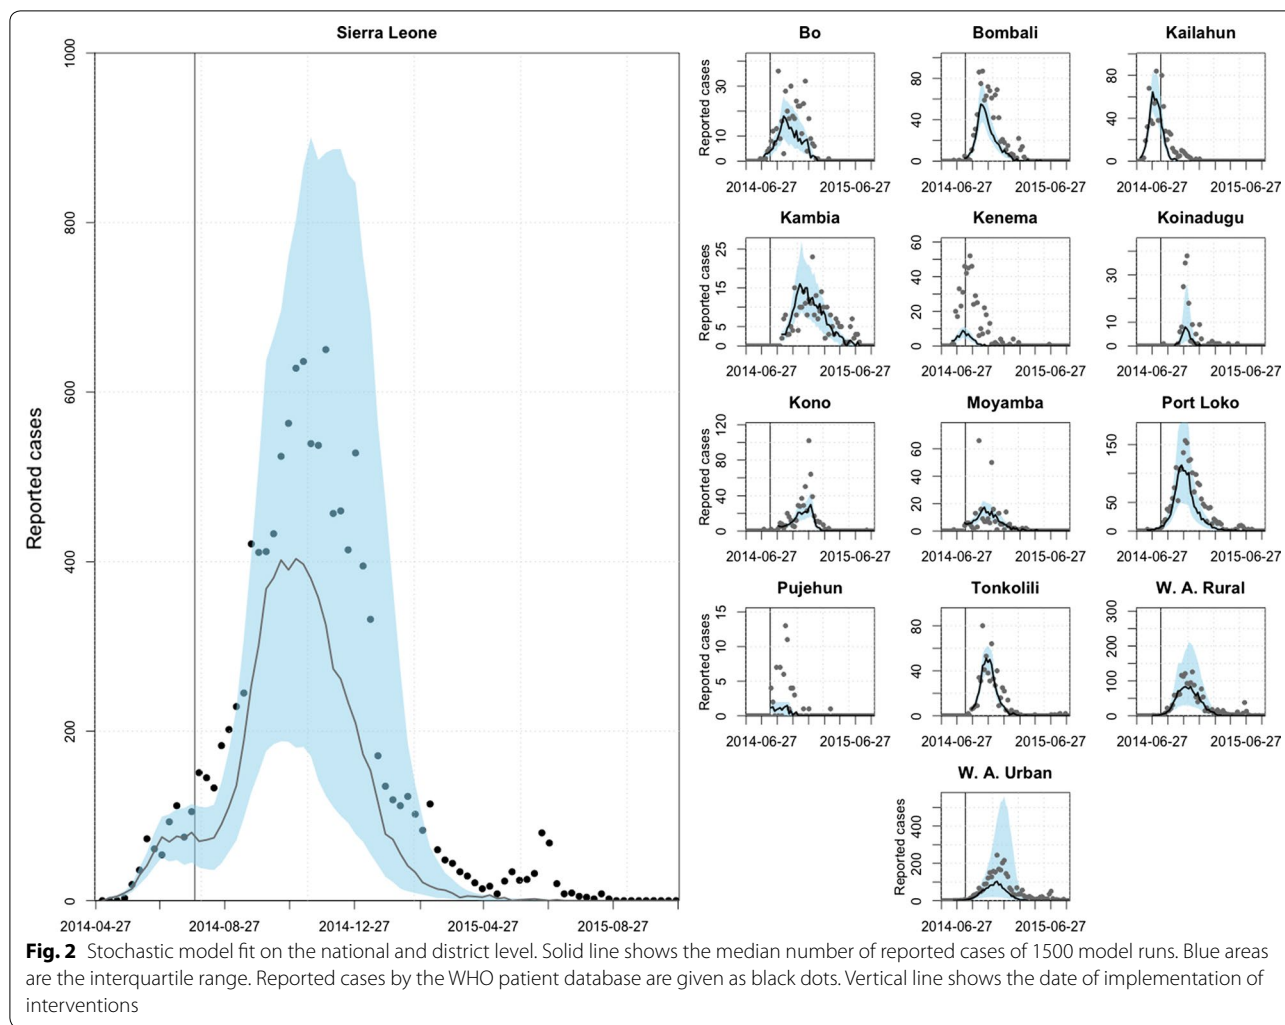 Sierra Leone
Reported cases
1000
800
600
400
200
0
2014-04-27 2014-08-27 2014-12-27 2015-04-27 2015-08-27
Bo
Reported cases
30
10
0
2014-06-27 2015-06-27
Bombali
80
40
0
2014-06-27 2015-06-27
Kailahun
80
40
0
2014-06-27 2015-06-27
Kambia
Reported cases
25
15
5
0
2014-06-27 2015-06-27
Kenema
60
40
20
0
2014-06-27 2015-06-27
Koinadugu
30
10
0
2014-06-27 2015-06-27
Kono
Reported cases
120
80
40
0
2014-06-27 2015-06-27
Moyamba
60
40
20
0
2014-06-27 2015-06-27
Port Loko
150
50
0
2014-06-27 2015-06-27
Pujehun
Reported cases
15
10
5
0
2014-06-27 2015-06-27
Tonkolili
80
40
0
2014-06-27 2015-06-27
W. A. Rural
300
200
100
0
2014-06-27 2015-06-27
W. A. Urban
Reported cases
400
200
0
2014-06-27 2015-06-27
Fig. 2 Stochastic model fit on the national and district level. Solid line shows the median number of reported cases of 1500 model runs. Blue areas
are the interquartile range. Reported cases by the WHO patient database are given as black dots. Vertical line shows the date of implementation of
interventions